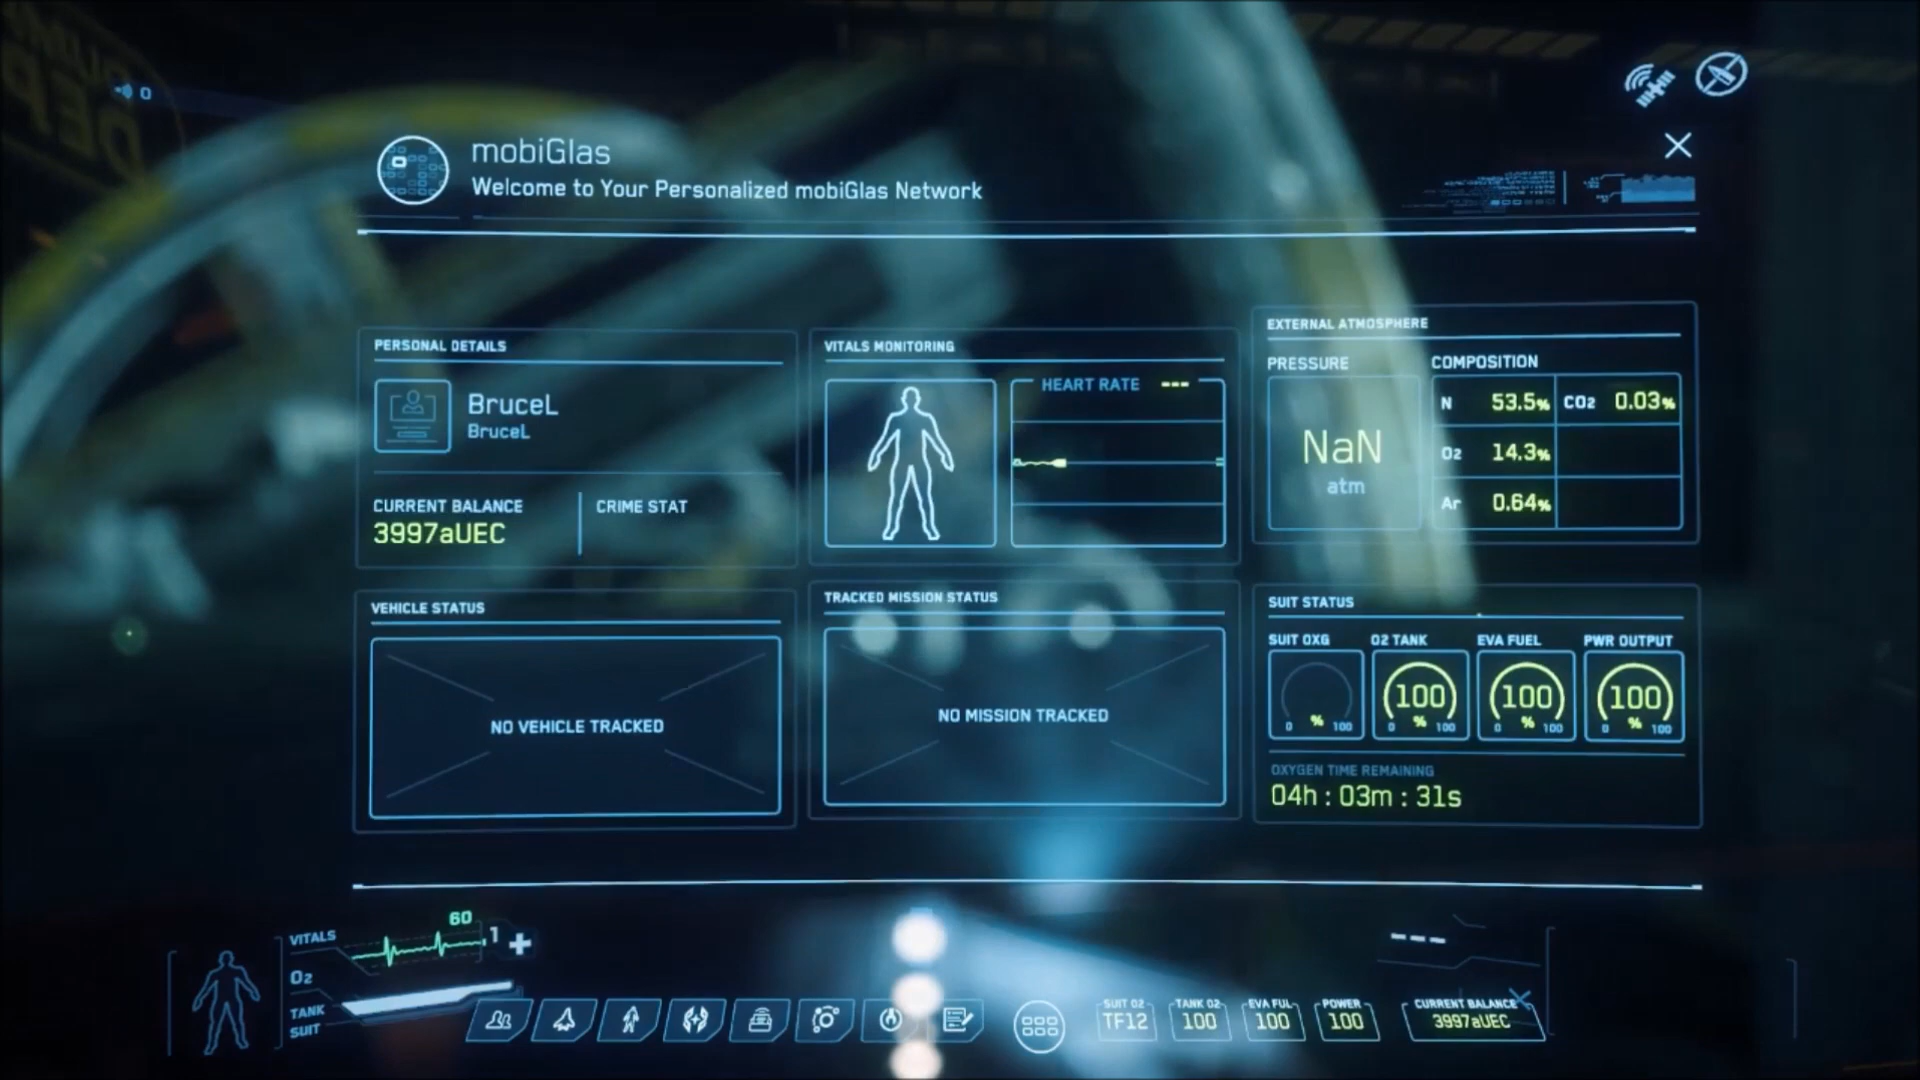 0
mobiGlas
Welcome to Your Personalized mobiGlas Network
PERSONAL DETAILS
BruceL
BruceL
CURRENT BALANCE
3997aUEC
CRIME STAT
VITALS MONITORING
HEART RATE ---
EXTERNAL ATMOSPHERE
PRESSURE
NaN
atm
COMPOSITION
N 53.5% CO2 0.03%
O2 14.3%
Ar 0.64%
VEHICLE STATUS
NO VEHICLE TRACKED
TRACKED MISSION STATUS
NO MISSION TRACKED
SUIT STATUS
SUIT OXG O2 TANK EVA FUEL PWR OUTPUT
100 100 100
% % % %
0 100 0 100 0 100 0 100
OXYGEN TIME REMAINING
04h : 03m : 31s
VITALS
60
1
O2
TANK
SUIT
---
SUIT O2 TANK O2 EVA FUL POWER CURRENT BALANCE
TF12 100 100 100 3997aUEC